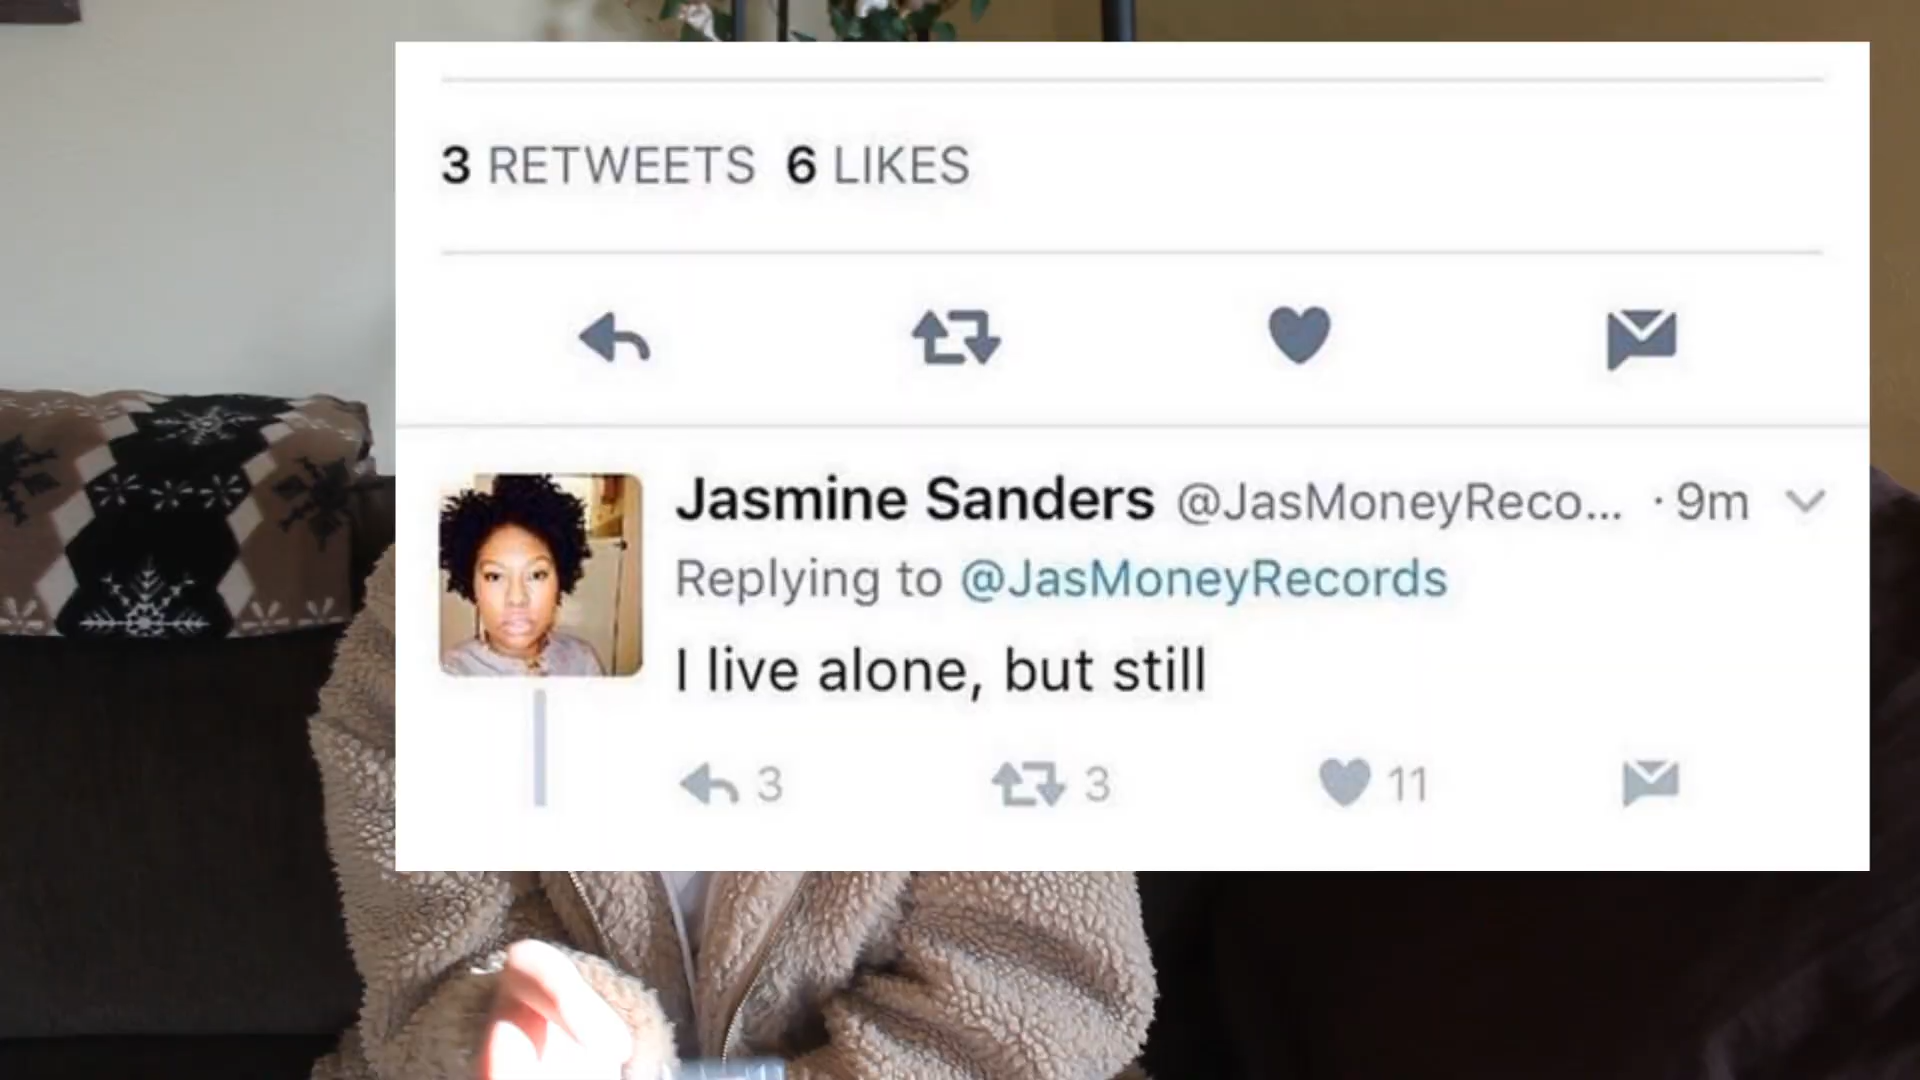 3 RETWEETS 6 LIKES
Jasmine Sanders @JasMoneyReco... · 9m
Replying to @JasMoneyRecords
I live alone, but still
3 3 11